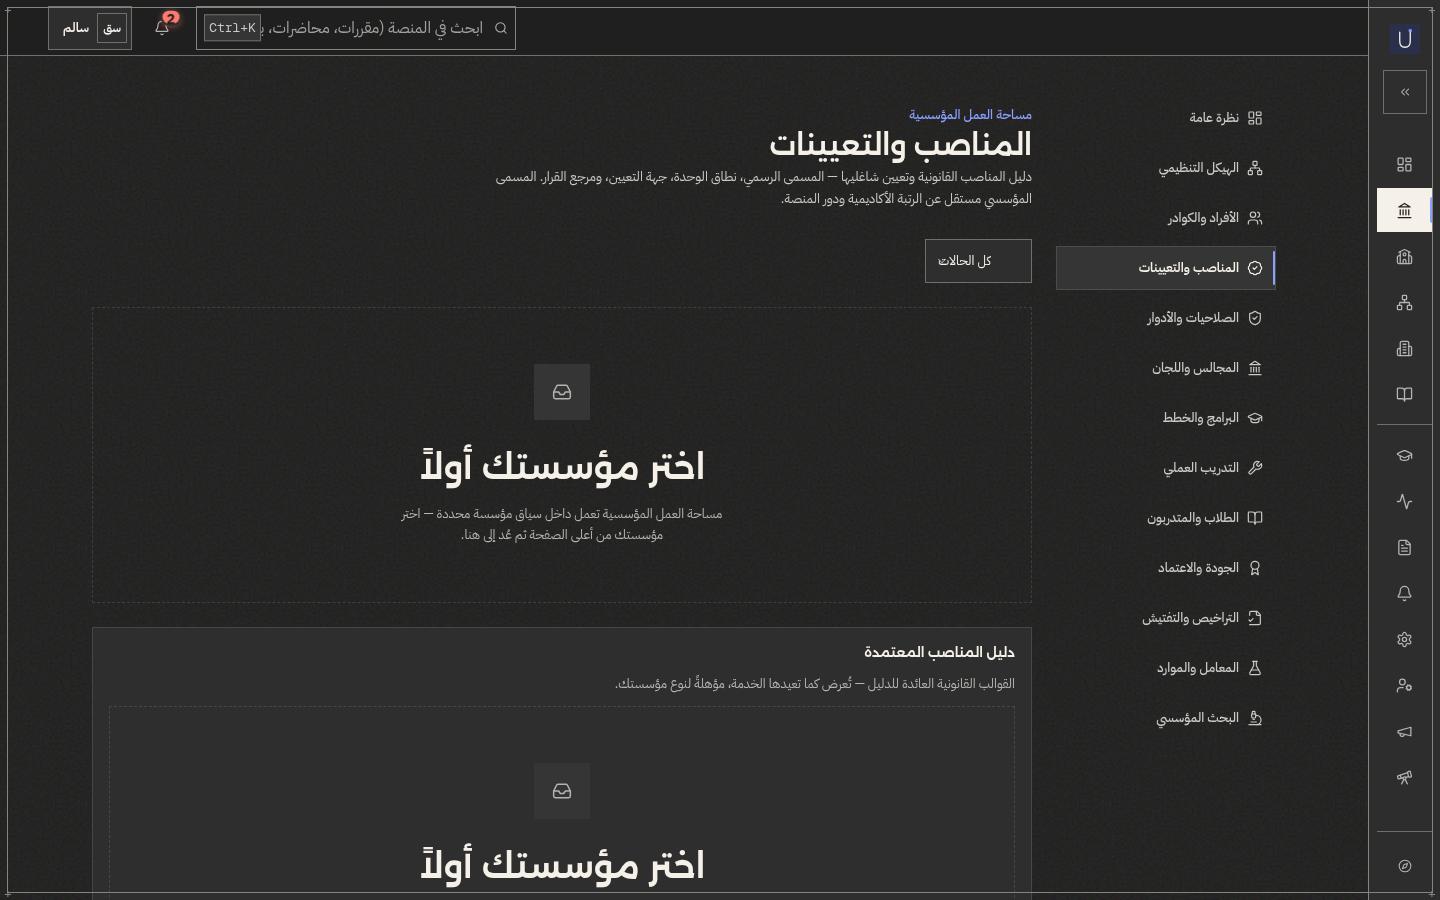 ابحث في المنصة (مقررات، محاضرات، ب
Ctrl+K
2
سق
سالم
نظرة عامة
الهيكل التنظيمي
الأفراد والكوادر
المناصب والتعيينات
الصلاحيات والأدوار
المجالس واللجان
البرامج والخطط
التدريب العملي
الطلاب والمتدربون
الجودة والاعتماد
التراخيص والتفتيش
المعامل والموارد
البحث المؤسسي
مساحة العمل المؤسسية
المناصب والتعيينات
دليل المناصب القانونية وتعيين شاغليها — المسمى الرسمي، نطاق الوحدة، جهة التعيين، ومرجع القرار. المسمى
المؤسسي مستقل عن الرتبة الأكاديمية ودور المنصة.
كل الحالات
اختر مؤسستك أولاً
مساحة العمل المؤسسية تعمل داخل سياق مؤسسة محددة — اختر
مؤسستك من أعلى الصفحة ثم عُد إلى هنا.
دليل المناصب المعتمدة
القوالب القانونية العائدة للدليل — تُعرض كما تعيدها الخدمة، مؤهلةً لنوع مؤسستك.
اختر مؤسستك أولاً